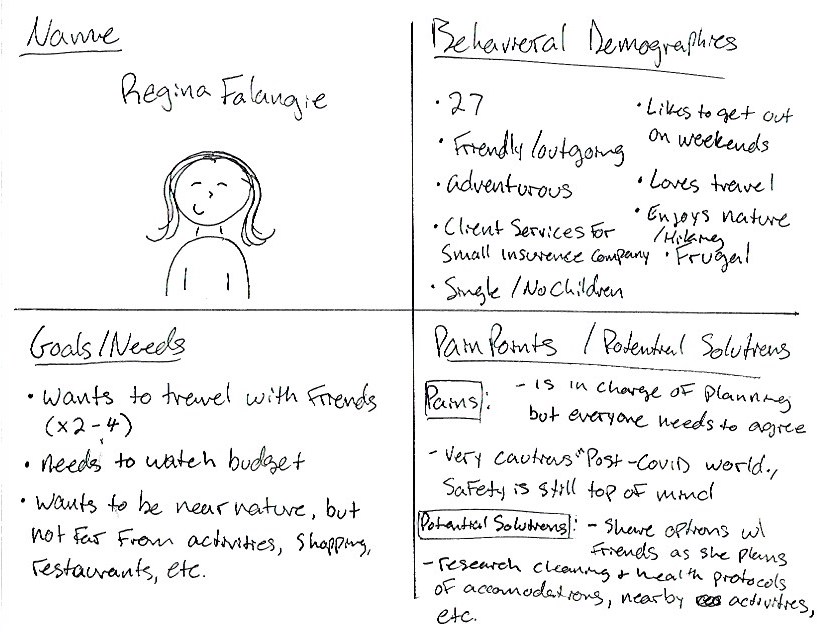 Name
Regina Falangie
Behavioral Demographics
• 27
• Friendly/outgoing
• adventurous
• Client Services for
Small Insurence Company
• Single / No Children
• Likes to get out
on weekends
• Loves travel
• Enjoys nature
/Hiking
• Frugal
Goals/Needs
• wants to travel with Friends
(x2-4)
• needs to watch budget
• wants to be near nature, but
not far from activities, shopping,
restaurants, etc.
Pain Points / Potential Solutions
Pains: - is in charge of planning
but everyone needs to agree
- Very cautious "Post-Covid world.,
Safety is still top of mind
Potential Solutions: - Share options w/
Friends as she plans
- research cleaning + health protocols
of accomodations, nearby activities,
etc.